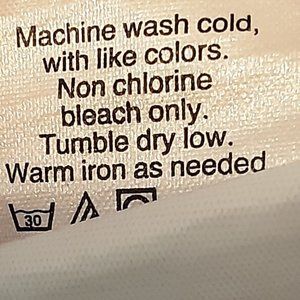 Machine wash cold,
with like colors.
Non chlorine
bleach only.
Tumble dry low.
Warm iron as needed
30